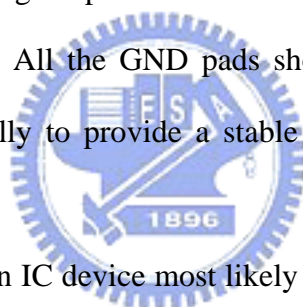 All the GND pads sh
E S
lly to provide a stable
1896
n IC device most likely